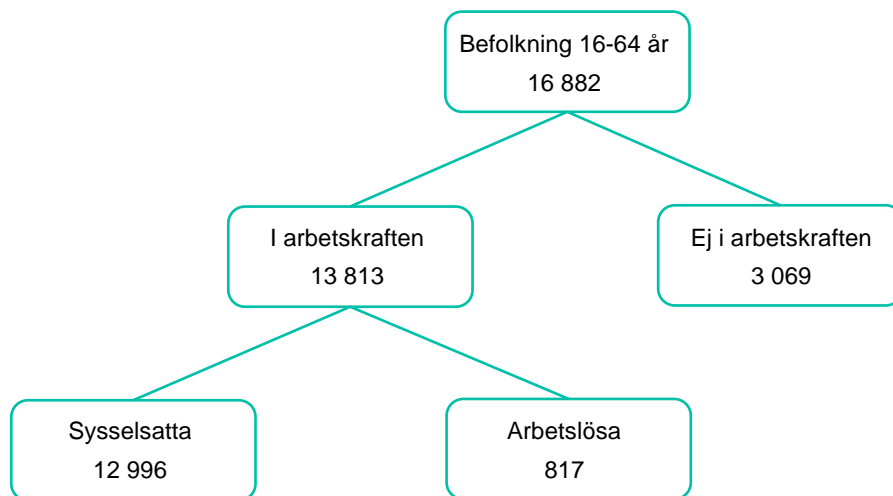 Befolkning 16-64 år
16 882
I arbetskraften
13 813
Ej i arbetskraften
3 069
Sysselsatta
12 996
Arbetslösa
817